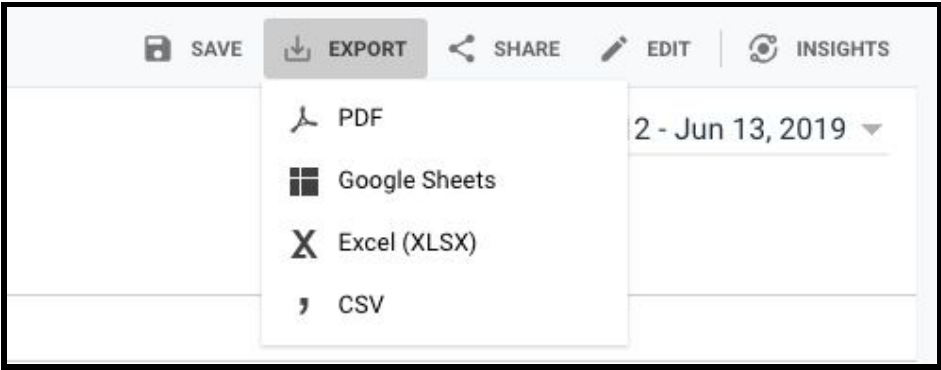 SAVE EXPORT SHARE EDIT INSIGHTS
PDF
2 - Jun 13, 2019
Google Sheets
Excel (XLSX)
CSV